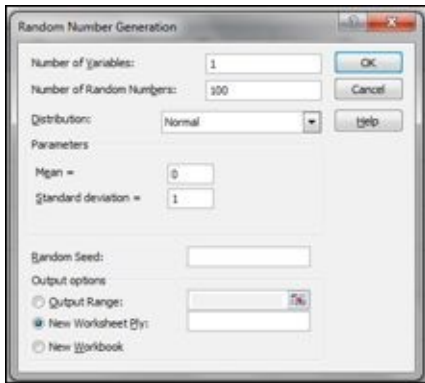 Random Number Generation
Number of Variables: 1
OK
Number of Random Numbers: 100
Cancel
Distribution: Normal
Help
Parameters
Mean = 0
Standard deviation = 1
Random Seed:
Output options
Output Range:
New Worksheet Ply:
New Workbook